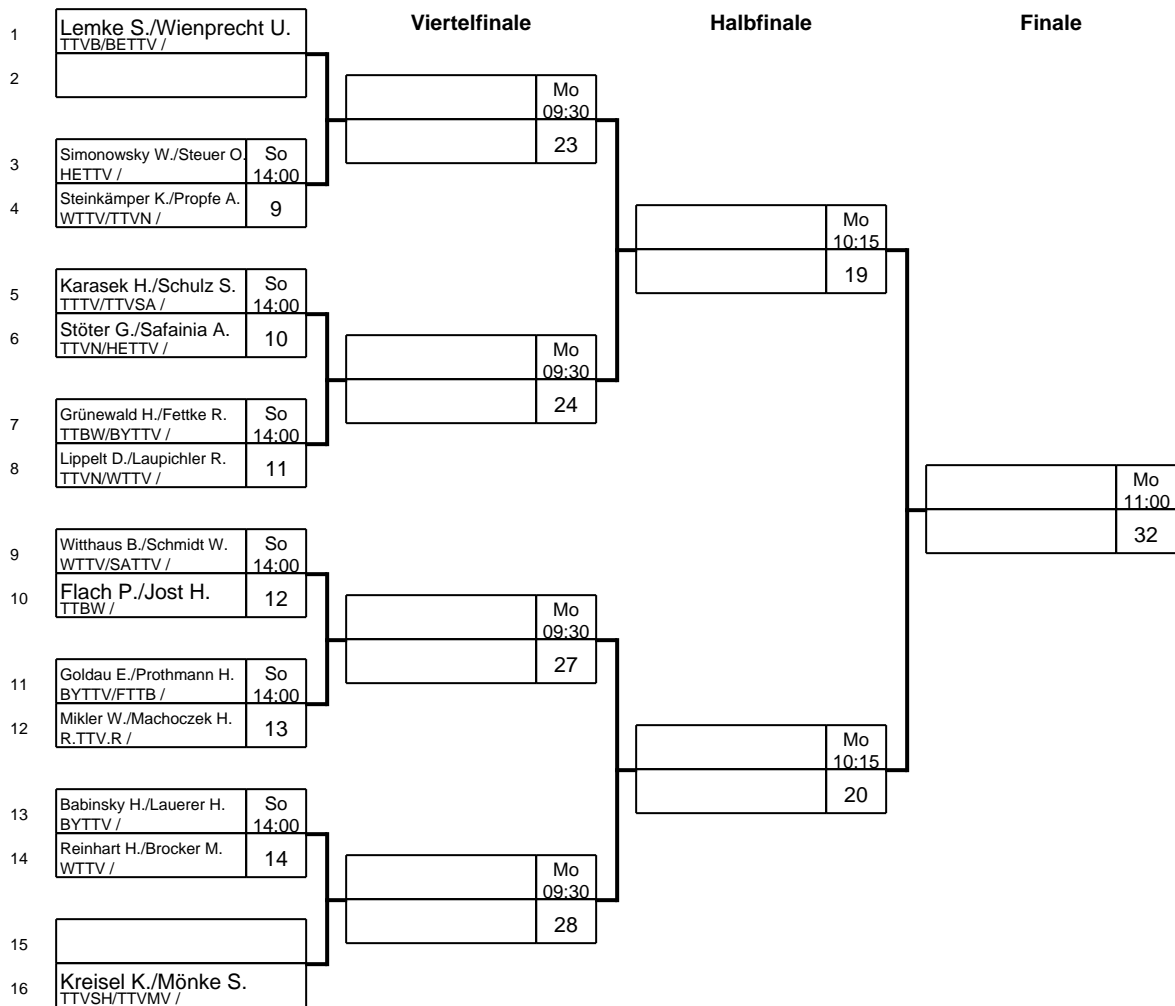 Viertelfinale
Halbfinale
Finale
1
Lemke S./Wienprecht U.
TTVB/BETTV /
2
Mo
09:30
23
3
Simonowsky W./Steuer O.
HETTV /
So
14:00
4
Steinkämper K./Propfe A.
WTTV/TTVN /
9
Mo
10:15
19
5
Karasek H./Schulz S.
TTTV/TTVSA /
So
14:00
6
Stöter G./Safainia A.
TTVN/HETTV /
10
Mo
09:30
24
7
Grünewald H./Fettke R.
TTBW/BYTTV /
So
14:00
8
Lippelt D./Laupichler R.
TTVN/WTTV /
11
Mo
11:00
32
9
Witthaus B./Schmidt W.
WTTV/SATTV /
So
14:00
10
Flach P./Jost H.
TTBW /
12
Mo
09:30
27
11
Goldau E./Prothmann H.
BYTTV/FTTB /
So
14:00
12
Mikler W./Machoczek H.
R.TTV.R /
13
Mo
10:15
20
13
Babinsky H./Lauerer H.
BYTTV /
So
14:00
14
Reinhart H./Brocker M.
WTTV /
14
Mo
09:30
28
15
16
Kreisel K./Mönke S.
TTVSH/TTVMV /